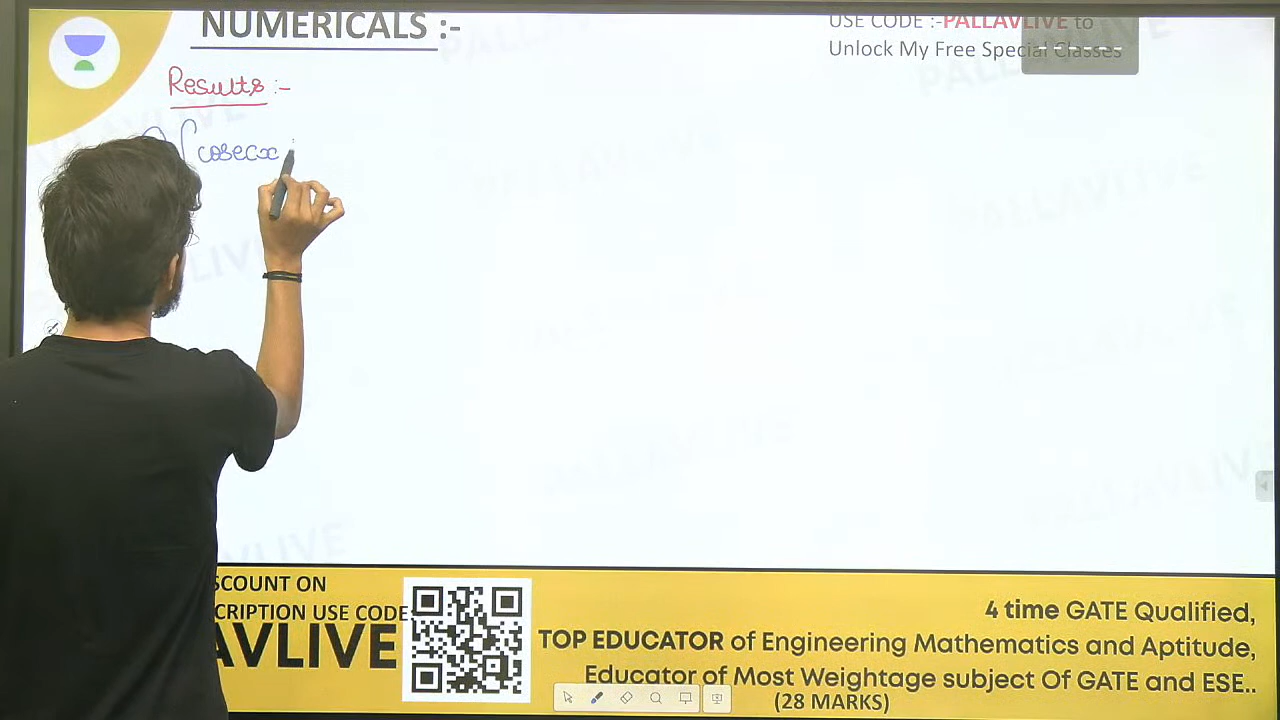 NUMERICALS :-
USE CODE :-PALLAVLIVE to
Unlock My Free Special Classes
Results :-
∫ cosecx
SCOUNT ON
CRIPTION USE CODE
AVLIVE
4 time GATE Qualified,
TOP EDUCATOR of Engineering Mathematics and Aptitude,
Educator of Most Weightage subject Of GATE and ESE..
(28 MARKS)